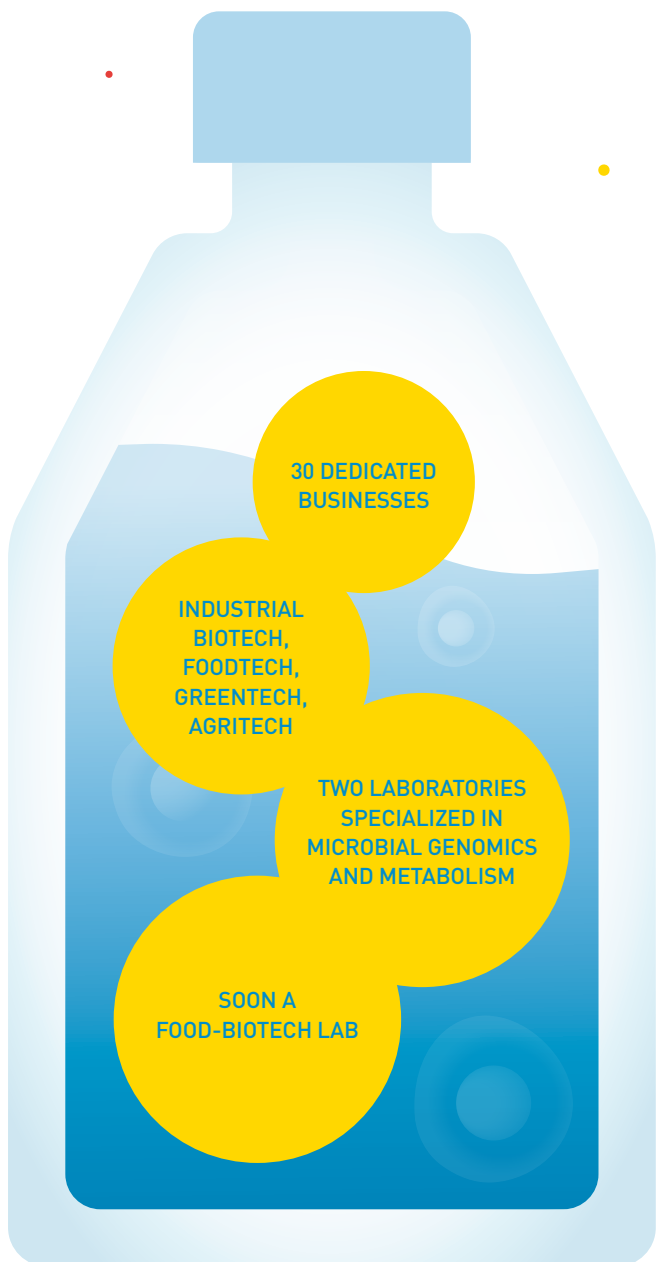 30 DEDICATED
BUSINESSES
INDUSTRIAL
BIOTECH,
FOODTECH,
GREENTECH,
AGRITECH
TWO LABORATORIES
SPECIALIZED IN
MICROBIAL GENOMICS
AND METABOLISM
SOON A
FOOD-BIOTECH LAB